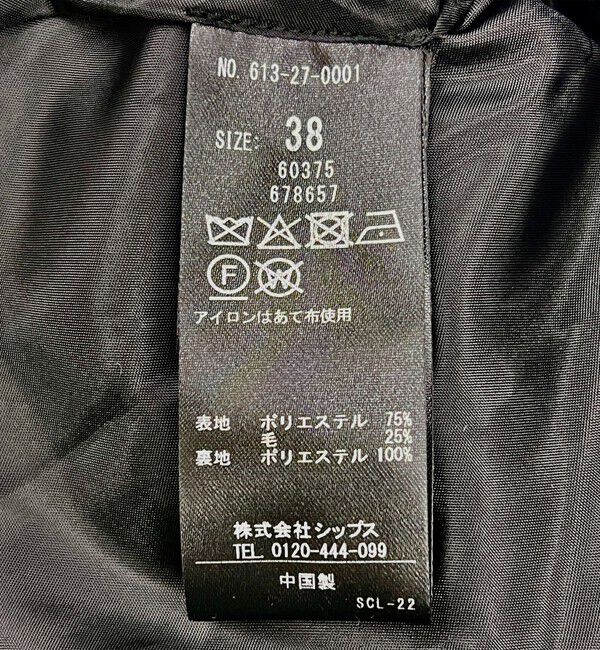 NO. 613-27-0001
SIZE: 38
60375
678657
F W
アイロンはあて布使用
表地 ポリエステル 75%
毛 25%
裏地 ポリエステル 100%
株式会社シップス
TEL. 0120-444-099
中国製
SCL-22